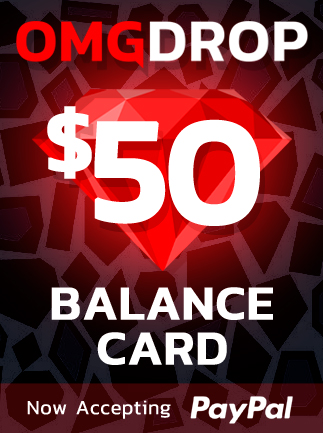 OMGDROP
$50
BALANCE
CARD
Now Accepting PayPal